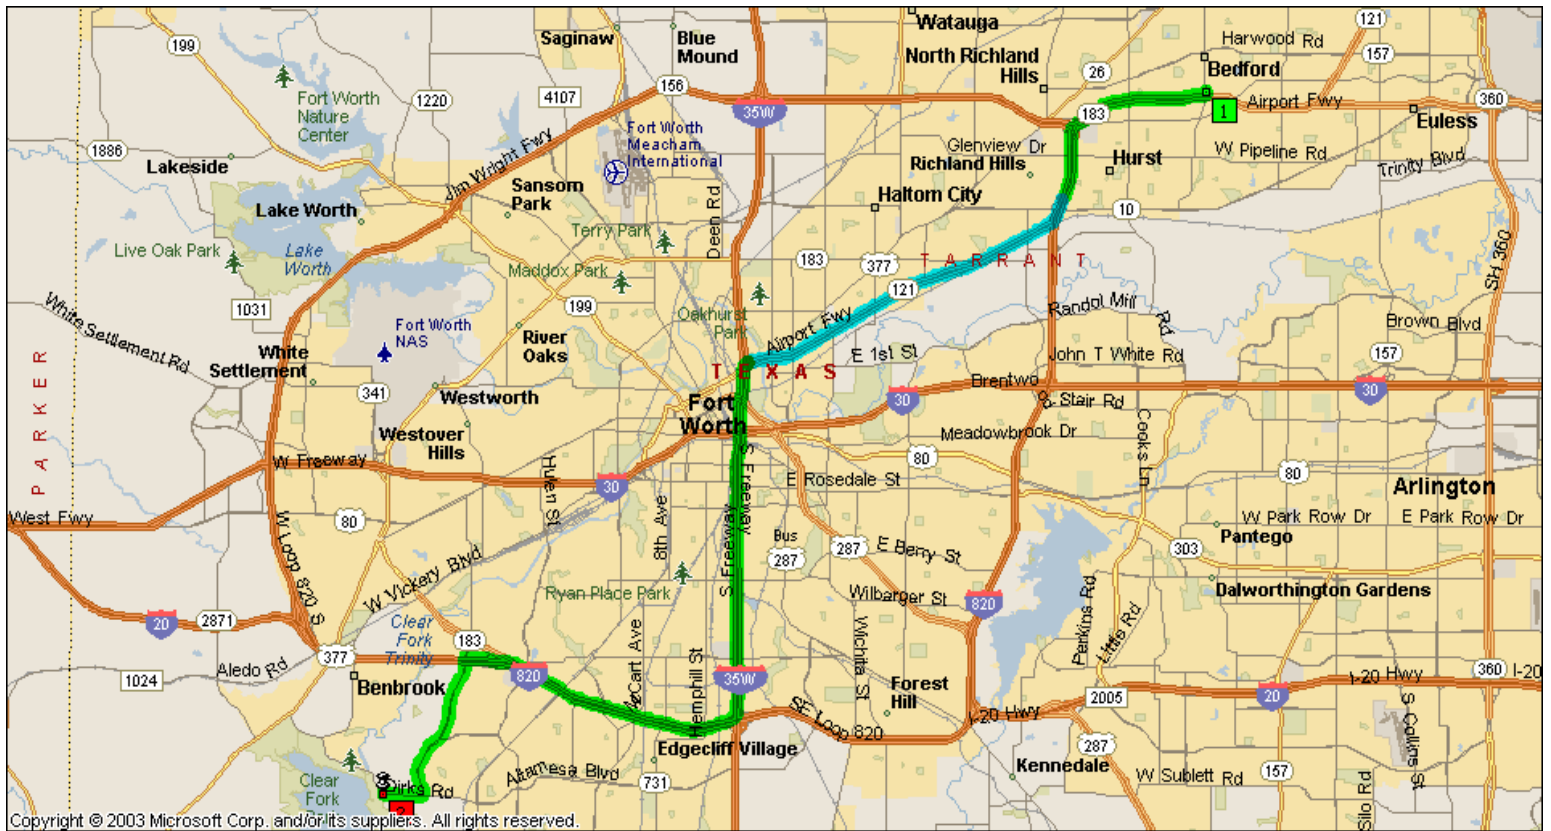 Watauga
121
Harwood Rd
199
Saginaw
Blue
Mound
North Richland
Hills
157
Bedford
26
Fort Worth
Nature
Center
1220
4107
156
35W
183
1
Airport Fwy
360
Euless
1886
Lakeside
Jim Wright Fwy
Fort Worth
Meacham
International
Glenview Dr
Richland Hills
Hurst
W Pipeline Rd
Trinity Blvd
Sansom
Park
Haltom City
Lake Worth
Deen Rd
10
Live Oak Park
Lake
Worth
Terry Park
Maddox Park
183
377
TARRANT
SH 360
121
1031
199
Oakhurst
Park
Randol Mill
Rd
White Settlement Rd
Fort Worth
NAS
River
Oaks
Airport Fwy
Brown Blvd
White
Settlement
E 1st St
John T White Rd
157
PARKER
TEXAS
341
Westworth
Brentwo
Stair Rd
30
30
Fort
Worth
Westover
Hills
Meadowbrook Dr
Cooks Ln
W Freeway
Hulen St
30
S Freeway
80
80
E Rosedale St
Arlington
West Fwy
W Loop 820 S
80
8th Ave
S Freeway
Bus
287
287
E Berry St
W Park Row Dr
E Park Row Dr
Pantego
303
W Vickery Blvd
Ryan Place Park
Wilbarger St
820
Perkins Rd
Dalworthington Gardens
20
2871
Clear
Fork
Trinity
183
McCart Ave
Hemphill St
Wichita St
Little Rd
377
Aledo Rd
1024
Benbrook
820
35W
Forest
Hill
2005
I-20 Hwy
20
360
I-20
SE Loop 820
I-20 Hwy
S Collins St
Edgecliff Village
287
Kennedale
Clear
Fork
Dirks Rd
Altamesa Blvd
731
W Sublett Rd
157
Silo Rd
Copyright © 2003 Microsoft Corp. and/or its suppliers. All rights reserved.